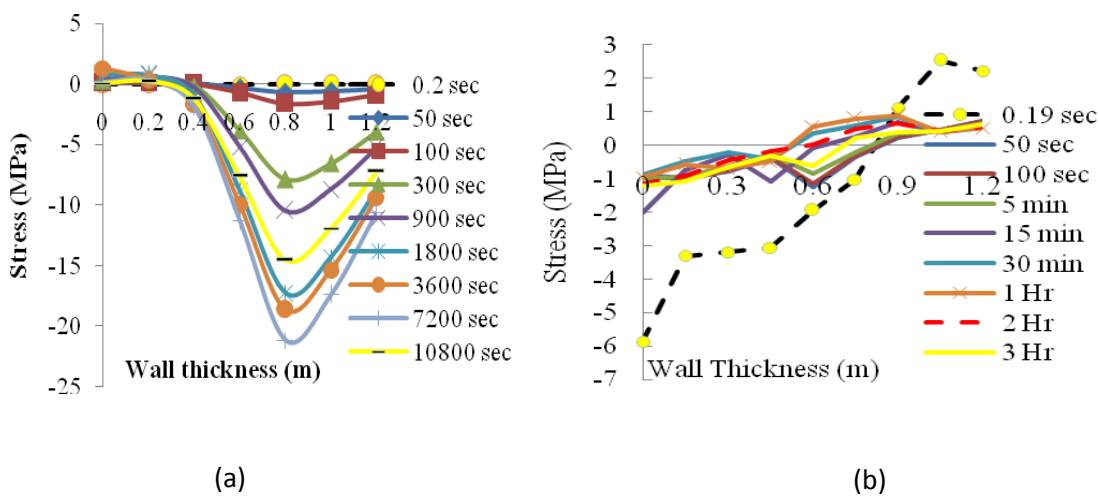 5
0
-5
-10
-15
-20
-25
0 0.2 0.4 0.6 0.8 1 1.2
Stress (MPa)
Wall thickness (m)
0.2 sec
50 sec
100 sec
300 sec
900 sec
1800 sec
3600 sec
7200 sec
10800 sec
(a)
3
2
1
0
-1
-2
-3
-4
-5
-6
-7
0 0.3 0.6 0.9 1.2
Stress (MPa)
Wall Thickness (m)
0.19 sec
50 sec
100 sec
5 min
15 min
30 min
1 Hr
2 Hr
3 Hr
(b)